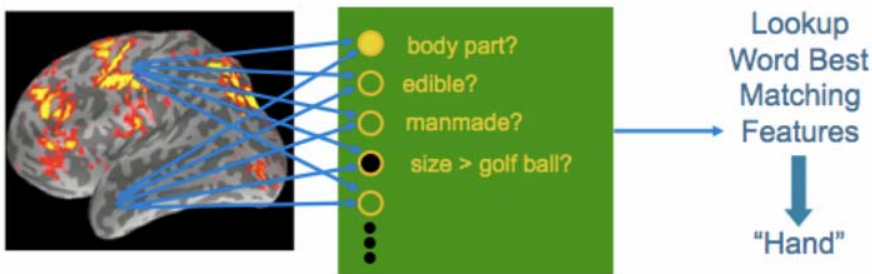 body part?
edible?
manmade?
size > golf ball?
Lookup
Word Best
Matching
Features
“Hand”